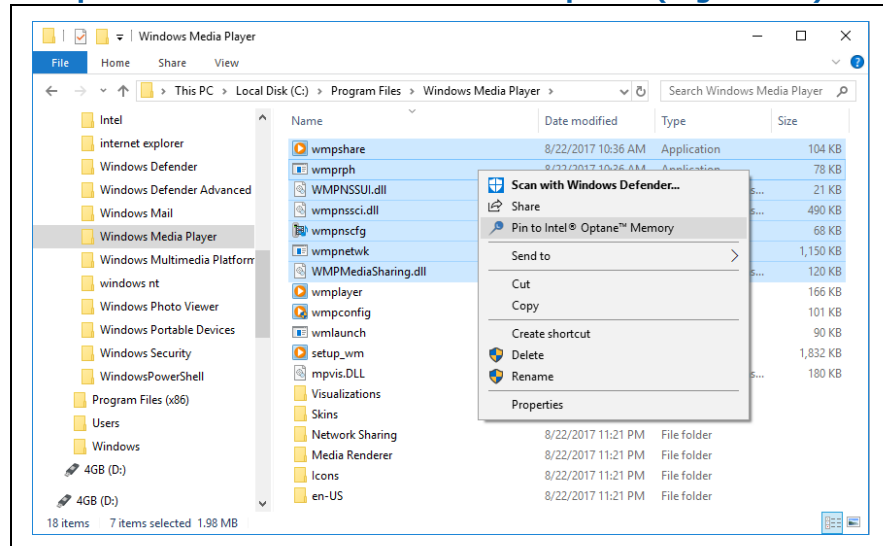 Windows Media Player
File Home Share View
This PC > Local Disk (C:) > Program Files > Windows Media Player >
Search Windows Media Player
Intel
internet explorer
Windows Defender
Windows Defender Advanced
Windows Mail
Windows Media Player
Windows Multimedia Platform
windows nt
Windows Photo Viewer
Windows Portable Devices
Windows Security
WindowsPowerShell
Program Files (x86)
Users
Windows
4GB (D:)
4GB (D:)
Name Date modified Type Size
wmpshare 8/22/2017 10:36 AM Application 104 KB
wmprph 8/22/2017 10:36 AM Application 78 KB
WMPNSSUI.dll s... 21 KB
wmpnssci.dll s... 490 KB
wmpnscfg 68 KB
wmpnetwk 1,150 KB
WMPMediaSharing.dll s... 120 KB
wmplayer 166 KB
wmpconfig 101 KB
wmlaunch 90 KB
setup_wm 1,832 KB
mpvis.DLL s... 180 KB
Visualizations
Skins
Network Sharing 8/22/2017 11:21 PM File folder
Media Renderer 8/22/2017 11:21 PM File folder
Icons 8/22/2017 11:21 PM File folder
en-US 8/22/2017 11:21 PM File folder
Scan with Windows Defender...
Share
Pin to Intel® Optane™ Memory
Send to
Cut
Copy
Create shortcut
Delete
Rename
Properties
18 items 7 items selected 1.98 MB